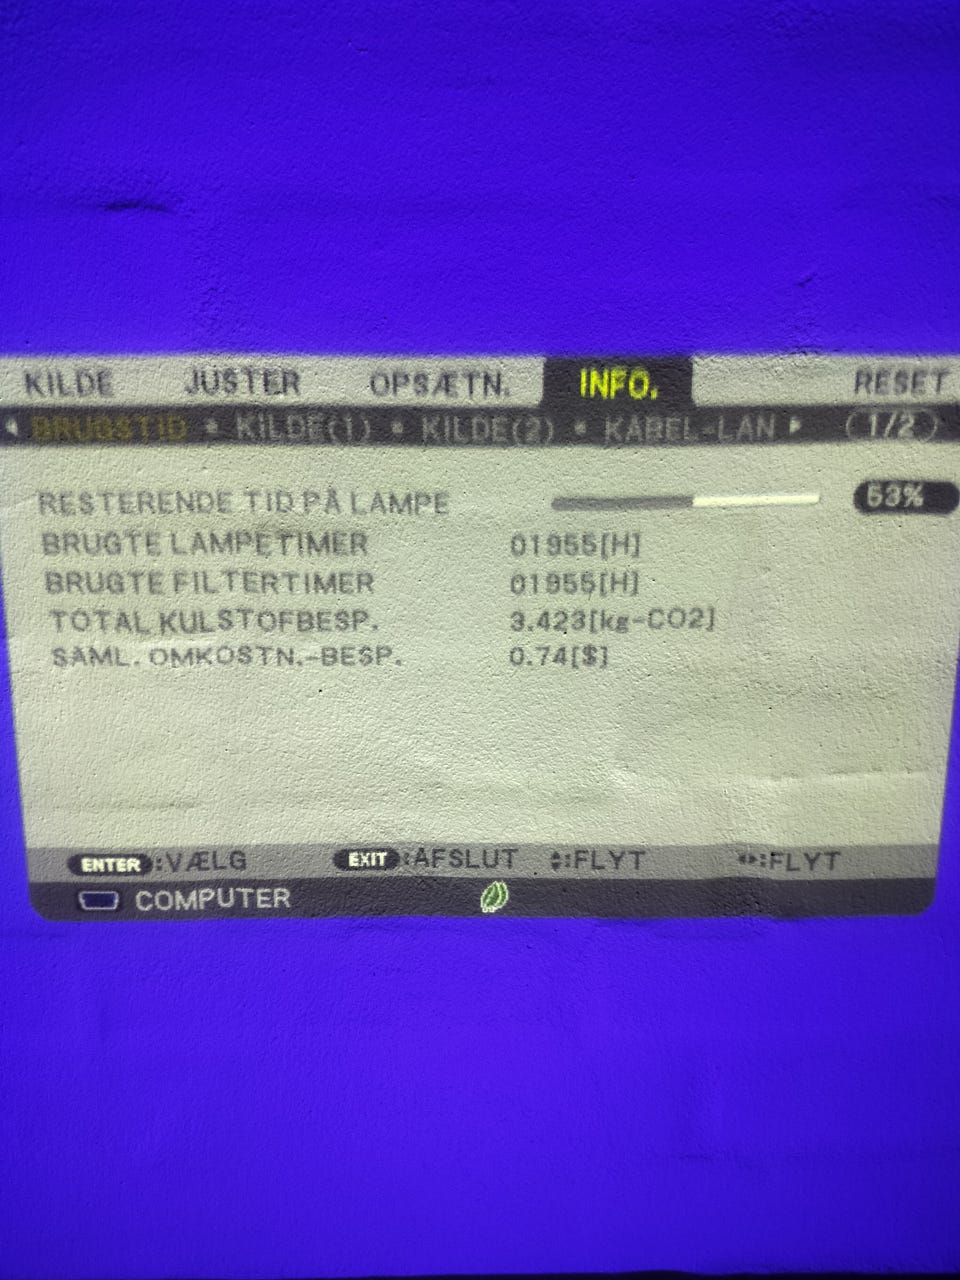 KILDE JUSTER OPSÆTN. INFO. RESET
BRUGSTID • KILDE(1) • KILDE(2) • KABEL-LAN 1/2
RESTERENDE TID PÅ LAMPE 53%
BRUGTE LAMPETIMER 01955[H]
BRUGTE FILTERTIMER 01955[H]
TOTAL KULSTOFBESP. 3.423[kg-CO2]
SAML. OMKOSTN.-BESP. 0.74[$]
ENTER :VÆLG EXIT :AFSLUT :FLYT :FLYT
COMPUTER